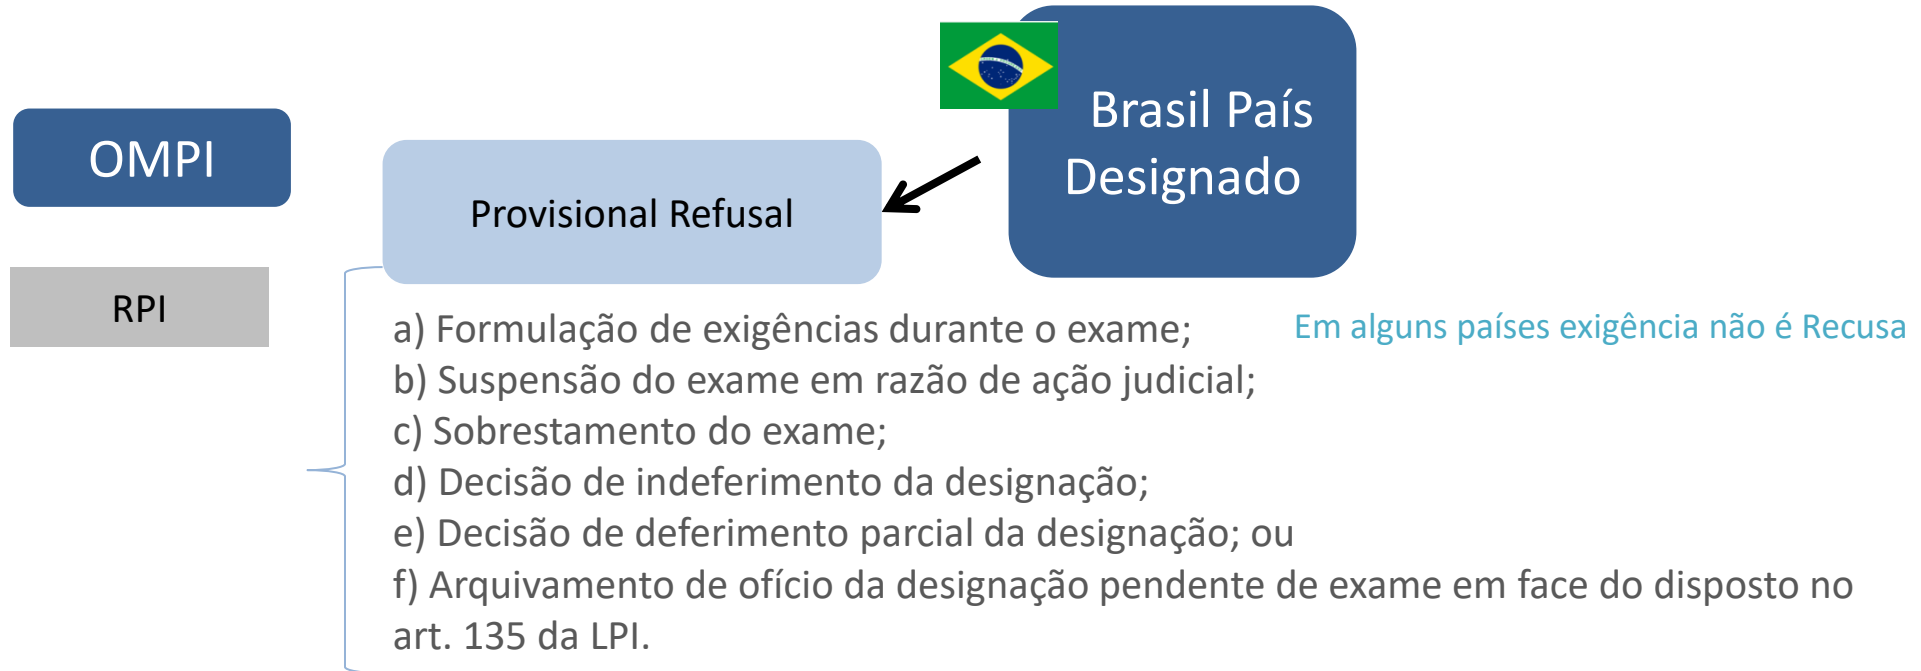 OMPI
Brasil País
Designado
Provisional Refusal
RPI
a) Formulação de exigências durante o exame;
Em alguns países exigência não é Recusa
b) Suspensão do exame em razão de ação judicial;
c) Sobrestamento do exame;
d) Decisão de indeferimento da designação;
e) Decisão de deferimento parcial da designação; ou
f) Arquivamento de ofício da designação pendente de exame em face do disposto no
art. 135 da LPI.